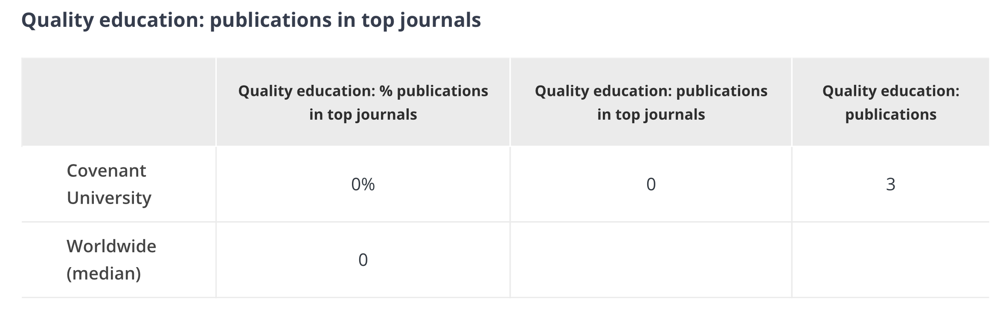 Quality education: publications in top journals
Quality education: % publications
in top journals
Quality education: publications
in top journals
Quality education:
publications
Covenant
University
0%
0
3
Worldwide
(median)
0